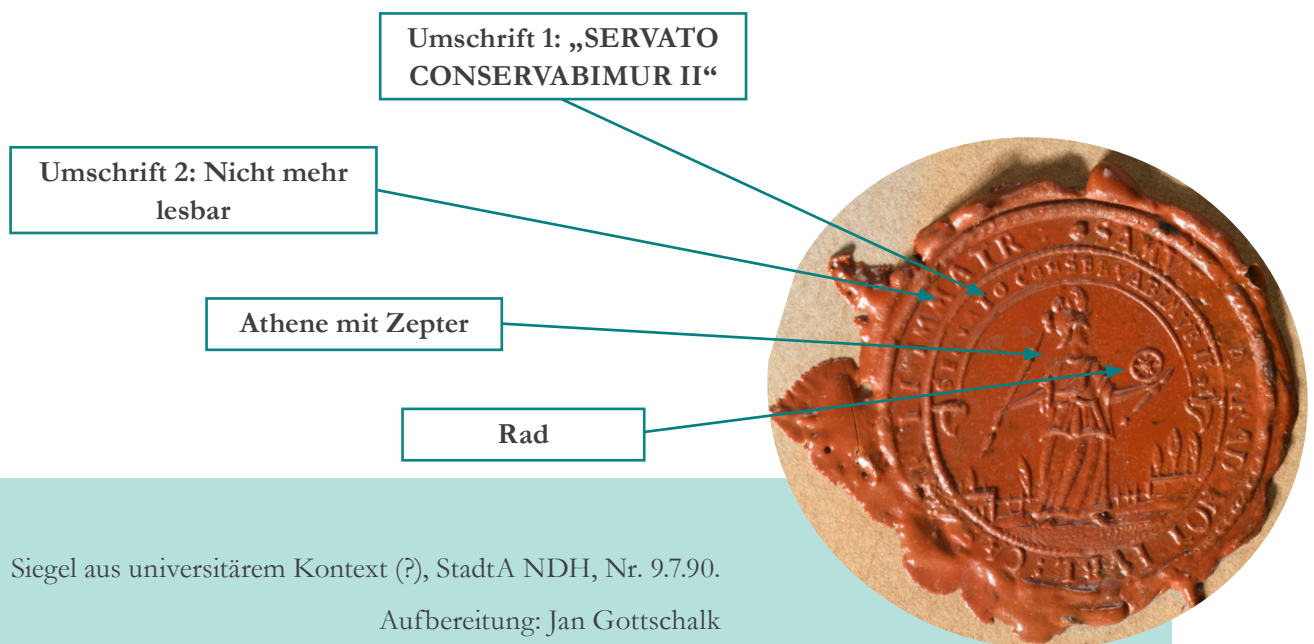 Umschrift 1: „SERVATO
CONSERVABIMUR II“
Umschrift 2: Nicht mehr
lesbar
Athene mit Zepter
Rad
CONSERVABIMUR
Siegel aus universitärem Kontext (?), StadtA NDH, Nr. 9.7.90.
Aufbereitung: Jan Gottschalk